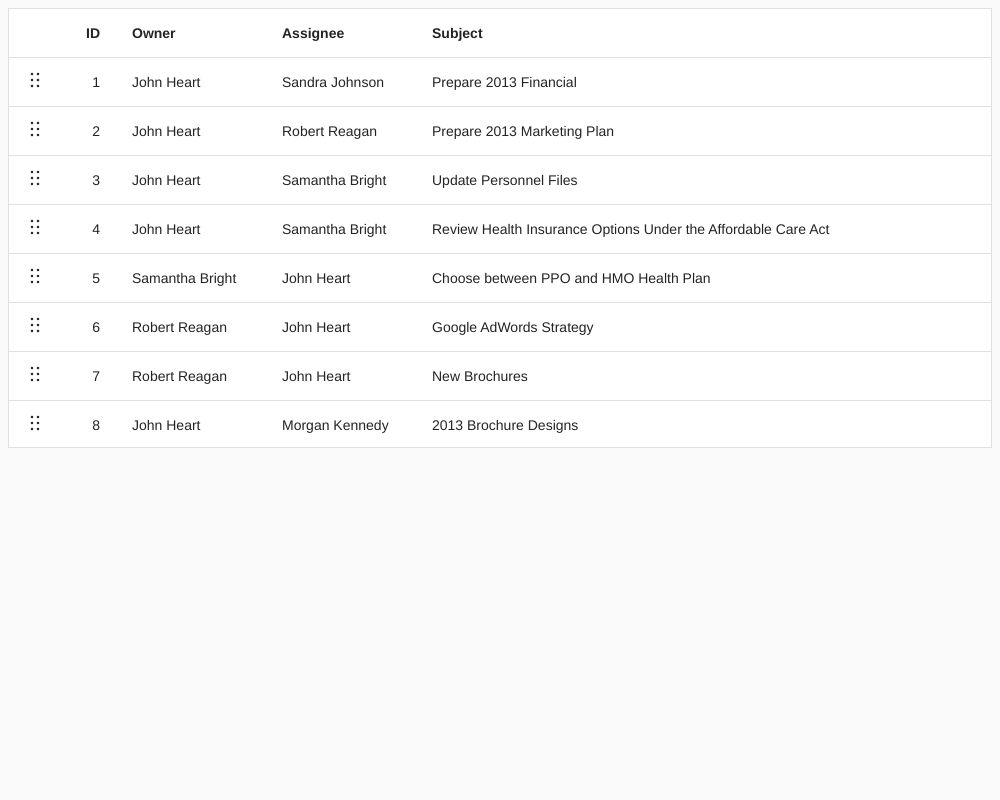 ID Owner Assignee Subject
1 John Heart Sandra Johnson Prepare 2013 Financial
2 John Heart Robert Reagan Prepare 2013 Marketing Plan
3 John Heart Samantha Bright Update Personnel Files
4 John Heart Samantha Bright Review Health Insurance Options Under the Affordable Care Act
5 Samantha Bright John Heart Choose between PPO and HMO Health Plan
6 Robert Reagan John Heart Google AdWords Strategy
7 Robert Reagan John Heart New Brochures
8 John Heart Morgan Kennedy 2013 Brochure Designs